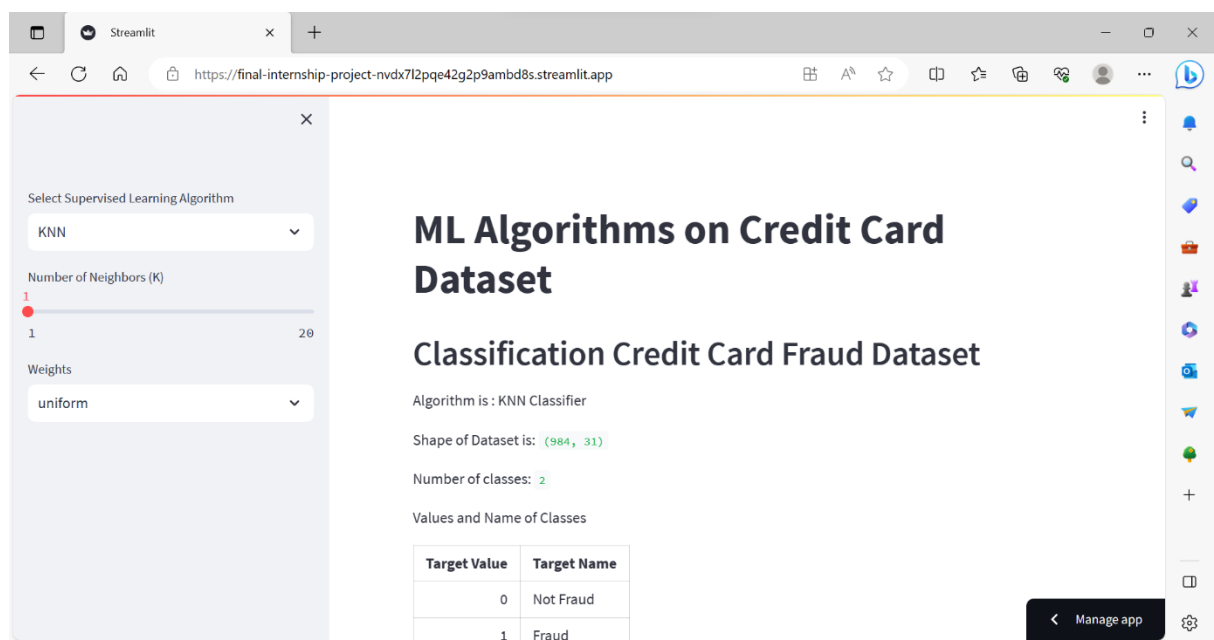 Streamlit
https://final-internship-project-nvdx7l2pqe42g2p9ambd8s.streamlit.app
Select Supervised Learning Algorithm
KNN
Number of Neighbors (K)
1
1 20
Weights
uniform
ML Algorithms on Credit Card
Dataset
Classification Credit Card Fraud Dataset
Algorithm is : KNN Classifier
Shape of Dataset is: (984, 31)
Number of classes: 2
Values and Name of Classes
Target Value Target Name
0 Not Fraud
1 Fraud
Manage app